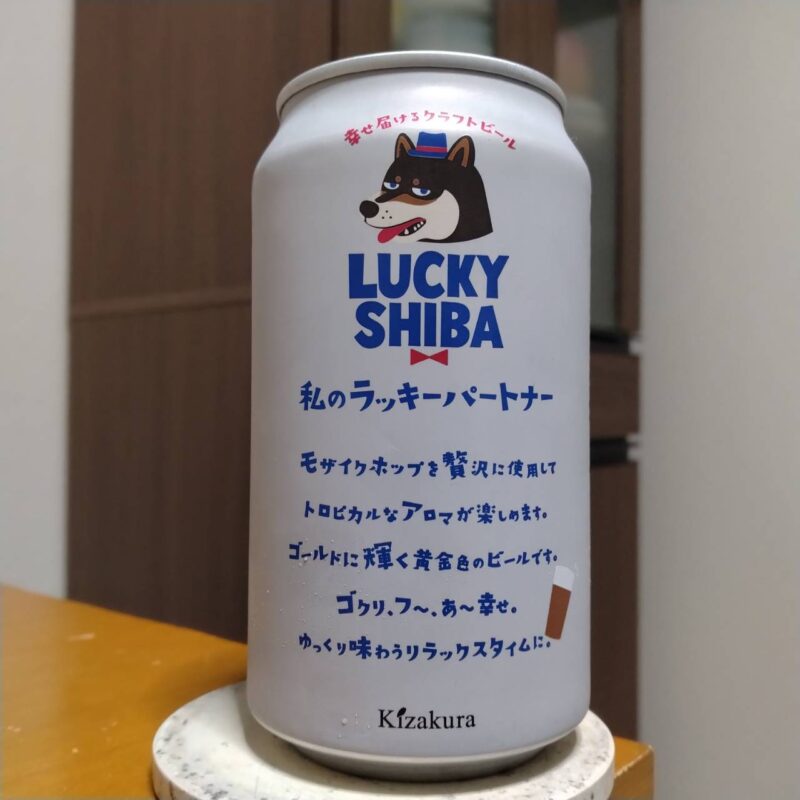 幸せ届けるクラフトビール
LUCKY
SHIBA
私のラッキーパートナー
モザイクホップを贅沢に使用して
トロピカルなアロマが楽しめます。
ゴールドに輝く黄金色のビールです。
ゴクリ、フ〜、あ〜幸せ。
ゆっくり味わうリラックスタイムに。
Kizakura